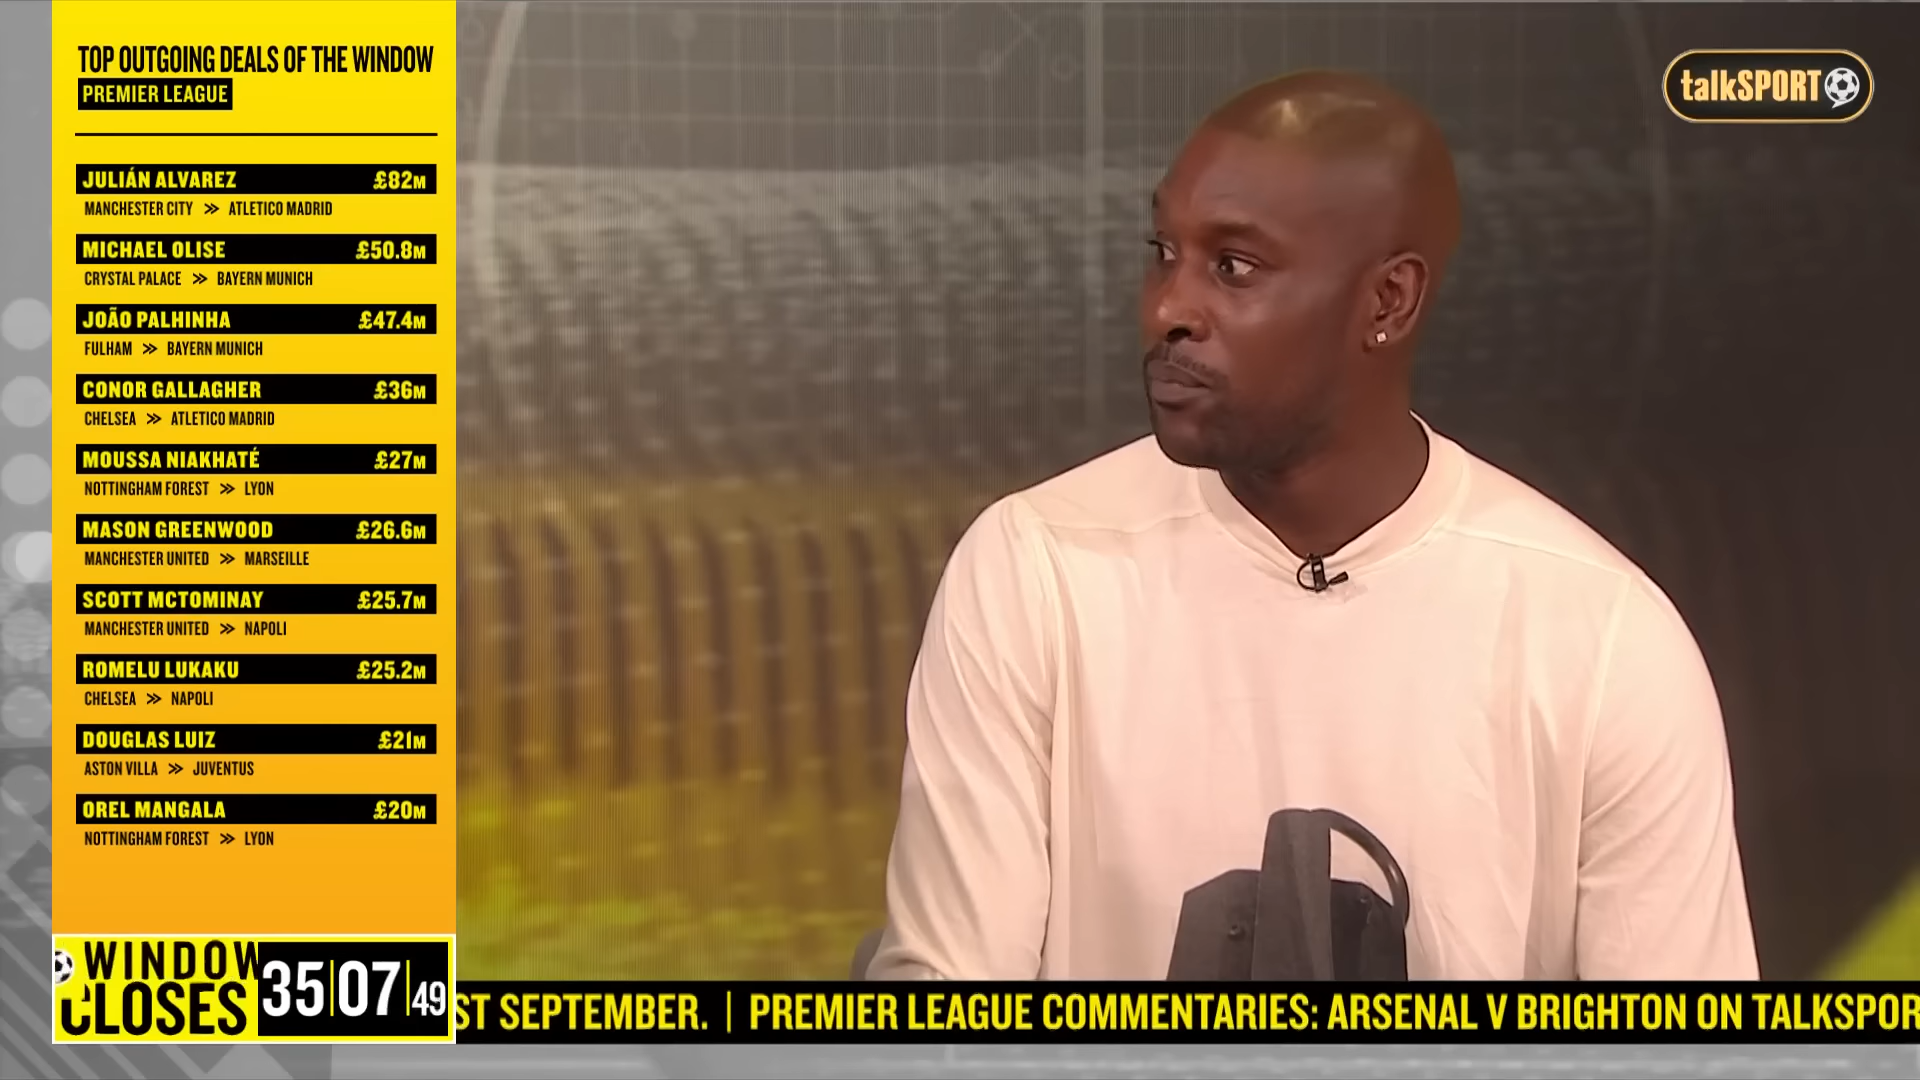 TOP OUTGOING DEALS OF THE WINDOW
PREMIER LEAGUE
JULIÁN ALVAREZ £82M
MANCHESTER CITY >> ATLETICO MADRID
MICHAEL OLISE £50.8M
CRYSTAL PALACE >> BAYERN MUNICH
JOÃO PALHINHA £47.4M
FULHAM >> BAYERN MUNICH
CONOR GALLAGHER £36M
CHELSEA >> ATLETICO MADRID
MOUSSA NIAKHATÉ £27M
NOTTINGHAM FOREST >> LYON
MASON GREENWOOD £26.6M
MANCHESTER UNITED >> MARSEILLE
SCOTT MCTOMINAY £25.7M
MANCHESTER UNITED >> NAPOLI
ROMELU LUKAKU £25.2M
CHELSEA >> NAPOLI
DOUGLAS LUIZ £21M
ASTON VILLA >> JUVENTUS
OREL MANGALA £20M
NOTTINGHAM FOREST >> LYON
WINDOW
CLOSES
35|07|49
talkSPORT
ST SEPTEMBER. | PREMIER LEAGUE COMMENTARIES: ARSENAL V BRIGHTON ON TALKSPOR